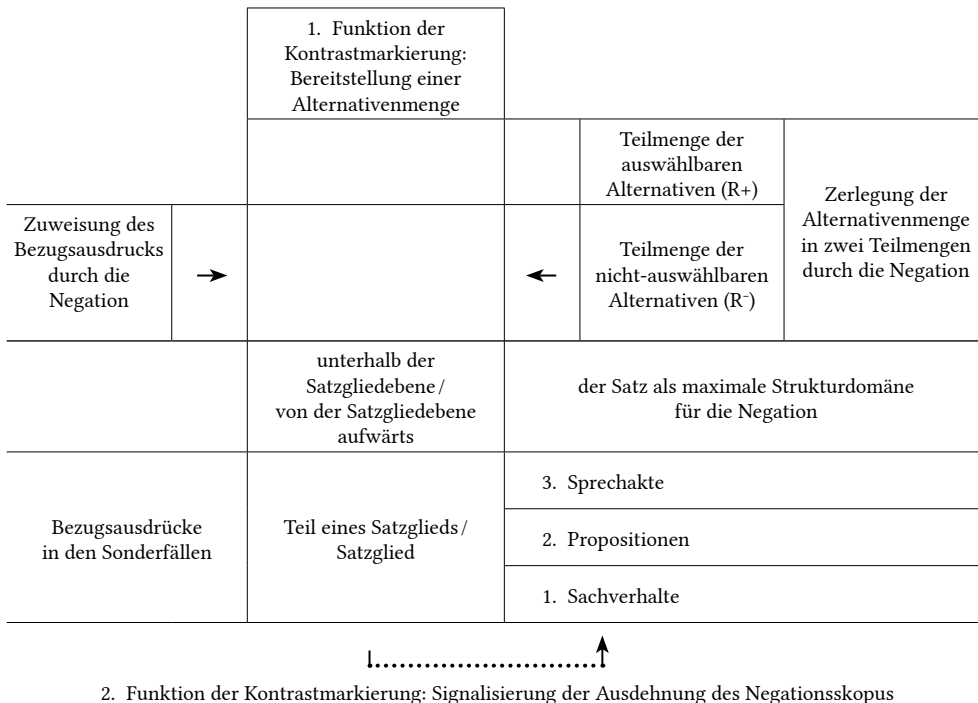 1. Funktion der
Kontrastmarkierung:
Bereitstellung einer
Alternativenmenge
Teilmenge der
auswählbaren
Alternativen (R+)
Zerlegung der
Alternativenmenge
in zwei Teilmengen
durch die Negation
Zuweisung des
Bezugsausdrucks
durch die
Negation
Teilmenge der
nicht-auswählbaren
Alternativen (R⁻)
unterhalb der
Satzgliedebene /
von der Satzgliedebene
aufwärts
der Satz als maximale Strukturdomäne
für die Negation
Bezugsausdrücke
in den Sonderfällen
Teil eines Satzglieds /
Satzglied
3. Sprechakte
2. Propositionen
1. Sachverhalte
2. Funktion der Kontrastmarkierung: Signalisierung der Ausdehnung des Negationsskopus